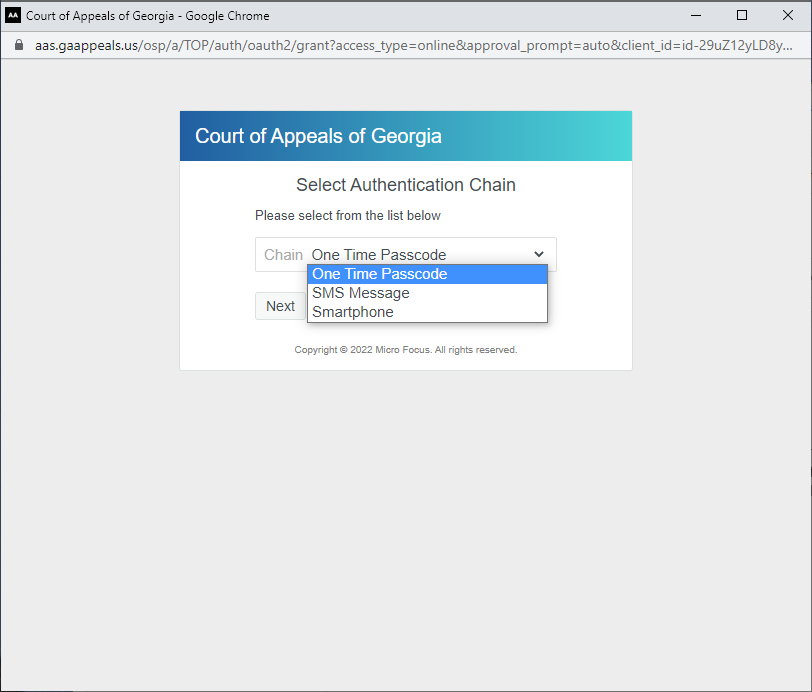 AA Court of Appeals of Georgia - Google Chrome
aas.gaappeals.us/osp/a/TOP/auth/oauth2/grant?access_type=online&approval_prompt=auto&client_id=id-29uZ12yLD8y...
Court of Appeals of Georgia
Select Authentication Chain
Please select from the list below
Chain One Time Passcode
One Time Passcode
SMS Message
Smartphone
Next
Copyright © 2022 Micro Focus. All rights reserved.